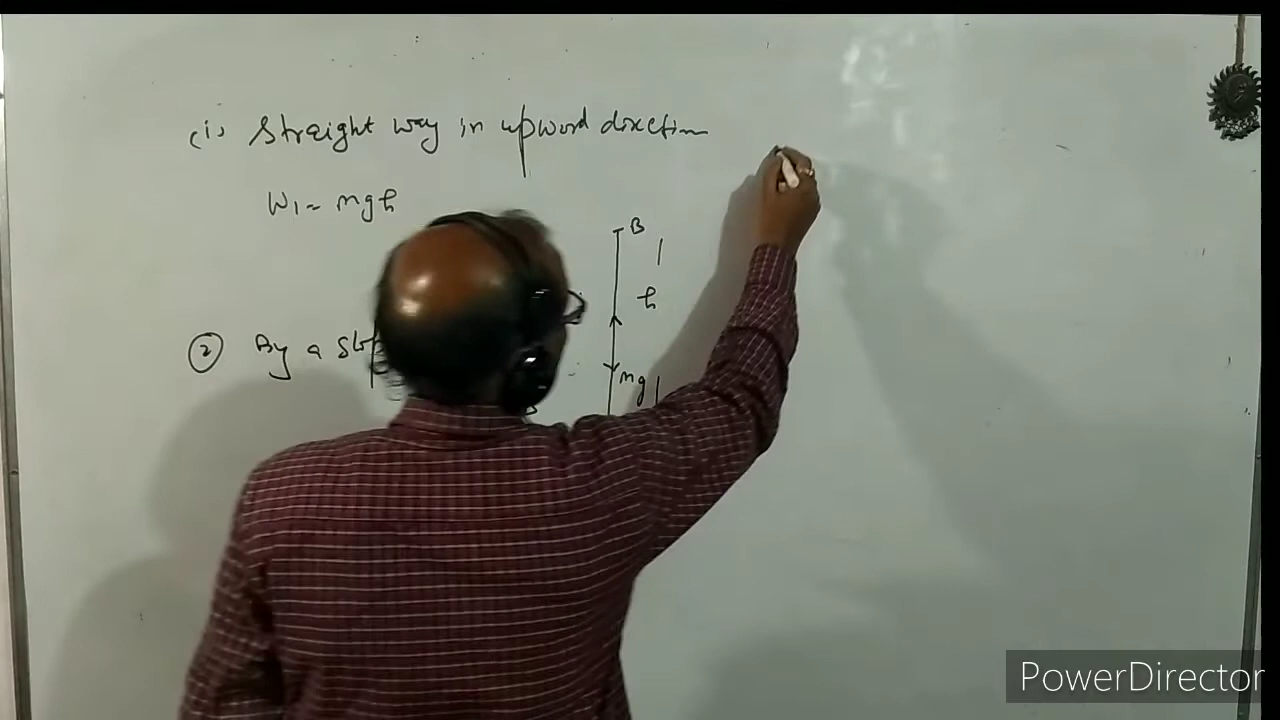 (i) Straight way in upword direction
W1 = mgh
B
h
② By a
mg
PowerDirector